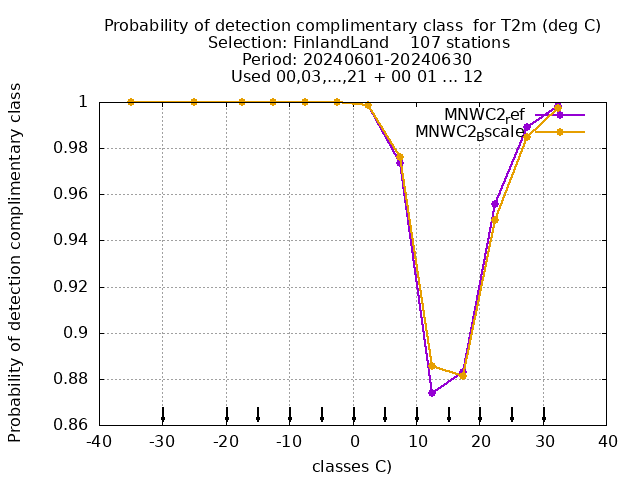 Probability of detection complimentary class  for T2m (deg C)
Selection: FinlandLand    107 stations
Period: 20240601-20240630
Used 00,03,...,21 + 00 01 ... 12
Probability of detection complimentary class
1
0.98
0.96
0.94
0.92
0.9
0.88
0.86
MNWC2ref
MNWC2Bscale
-40 -30 -20 -10 0 10 20 30 40
classes C)